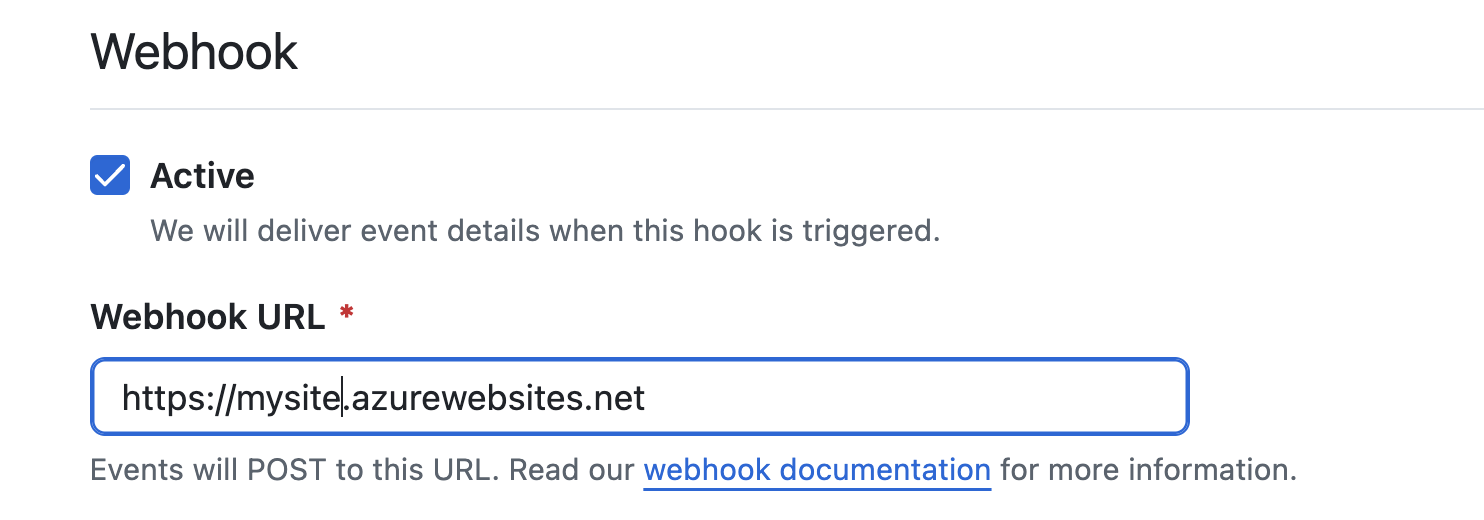 Webhook
Active
We will deliver event details when this hook is triggered.
Webhook URL *
https://mysite.azurewebsites.net
Events will POST to this URL. Read our webhook documentation for more information.